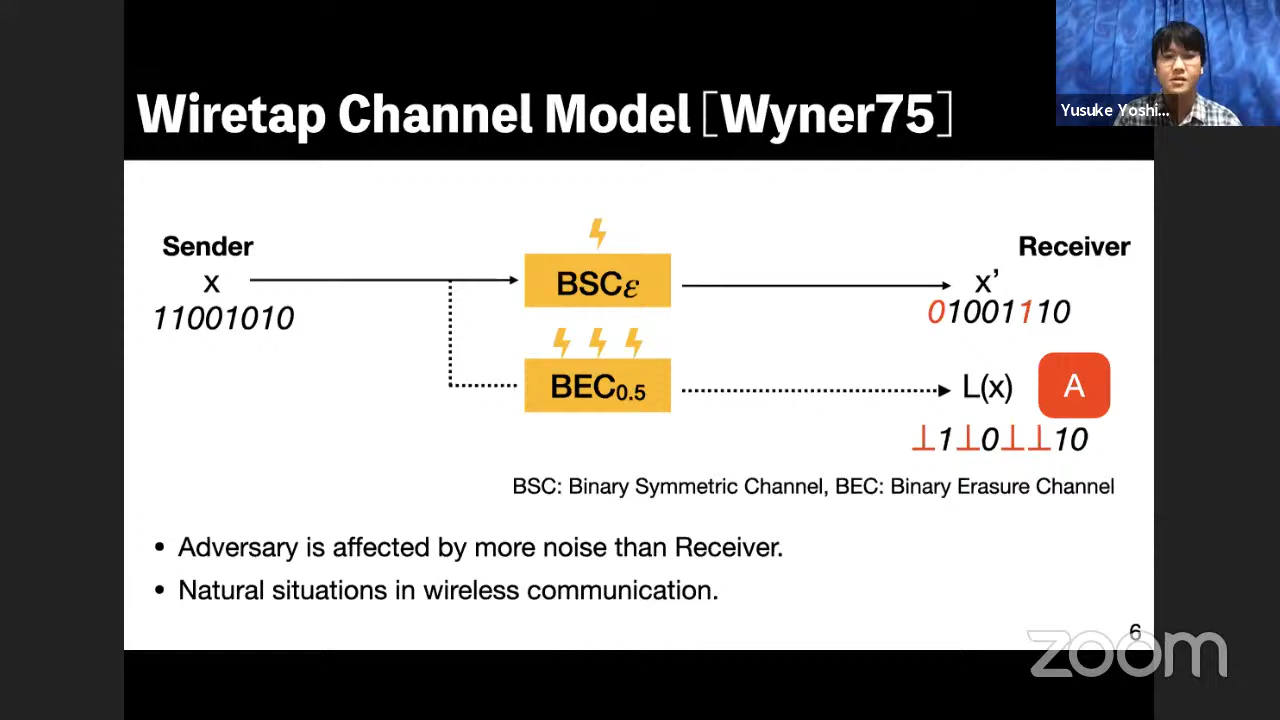 Wiretap Channel Model [Wyner75]
Yusuke Yoshi...
Sender
Receiver
x
BSCε
x'
11001010
01001110
BEC0.5
L(x)
A
⊥1⊥0⊥⊥10
BSC: Binary Symmetric Channel, BEC: Binary Erasure Channel
• Adversary is affected by more noise than Receiver.
• Natural situations in wireless communication.
6
zoom